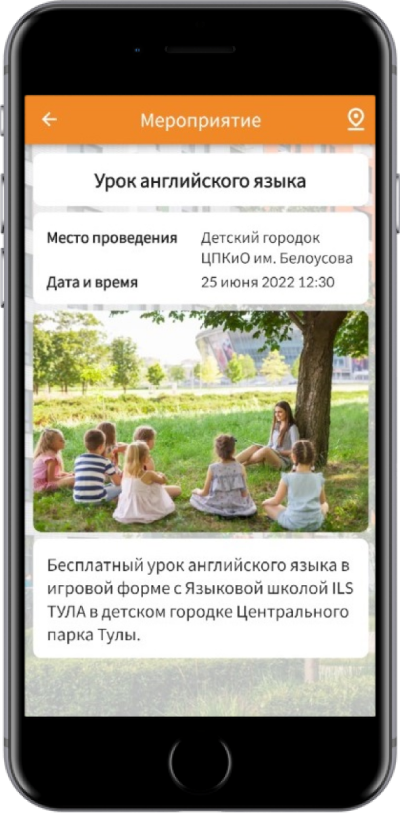 Мероприятие
Урок английского языка
Место проведения Детский городок
ЦПКиО им. Белоусова
Дата и время 25 июня 2022 12:30
Бесплатный урок английского языка в
игровой форме с Языковой школой ILS
ТУЛА в детском городке Центрального
парка Тулы.